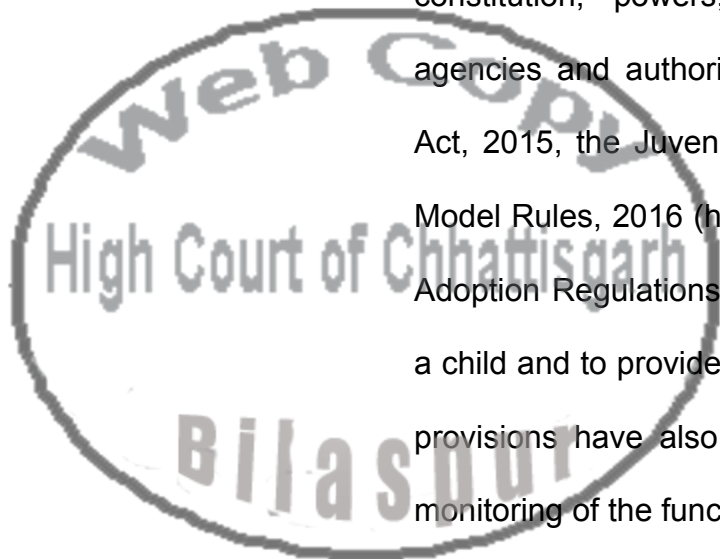 constitution, powers,
agencies and authori
Act, 2015, the Juven
Model Rules, 2016 (h
Adoption Regulations
a child and to provide
provisions have also
monitoring of the func
Web Copy
High Court of Chhattisgarh
Bilaspur